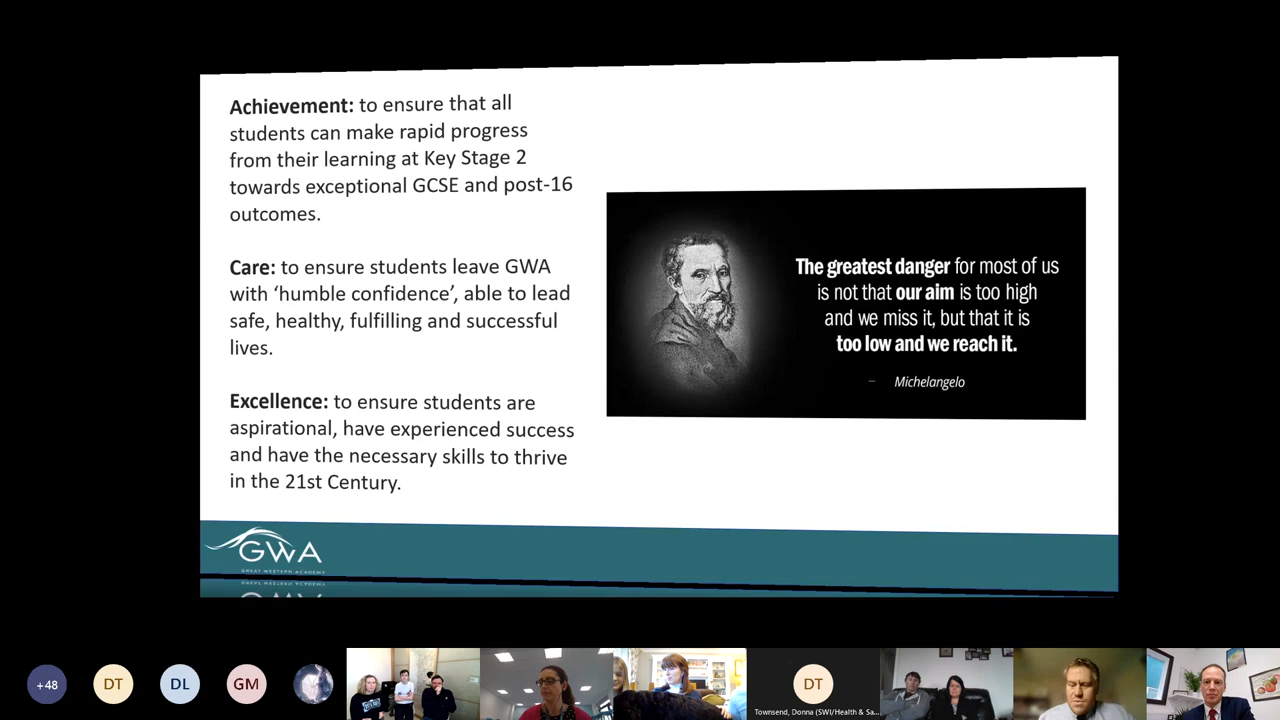 Achievement: to ensure that all
students can make rapid progress
from their learning at Key Stage 2
towards exceptional GCSE and post-16
outcomes.
Care: to ensure students leave GWA
with ‘humble confidence’, able to lead
safe, healthy, fulfilling and successful
lives.
Excellence: to ensure students are
aspirational, have experienced success
and have the necessary skills to thrive
in the 21st Century.
The greatest danger for most of us
is not that our aim is too high
and we miss it, but that it is
too low and we reach it.
– Michelangelo
GWA
GREAT WESTERN ACADEMY
+48
DT
DL
GM
DT
Townsend, Donna (SWI/Health & Sa...